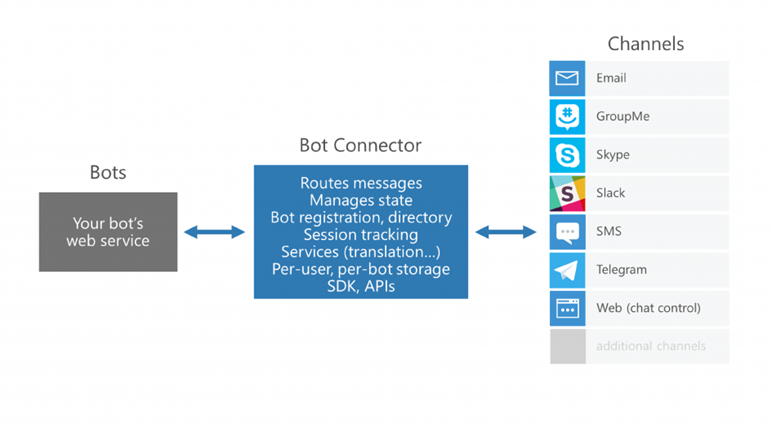 Channels
Email
GroupMe
Skype
Slack
SMS
Telegram
Web (chat control)
additional channels
Bot Connector
Routes messages
Manages state
Bot registration, directory
Session tracking
Services (translation...)
Per-user, per-bot storage
SDK, APIs
Bots
Your bot's
web service